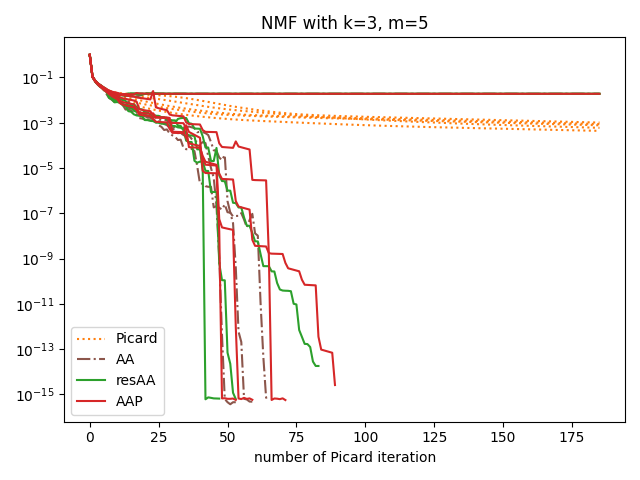 NMF with k=3, m=5
10⁻¹
10⁻³
10⁻⁵
10⁻⁷
10⁻⁹
10⁻¹¹
10⁻¹³
10⁻¹⁵
Picard
AA
resAA
AAP
0 25 50 75 100 125 150 175
number of Picard iteration